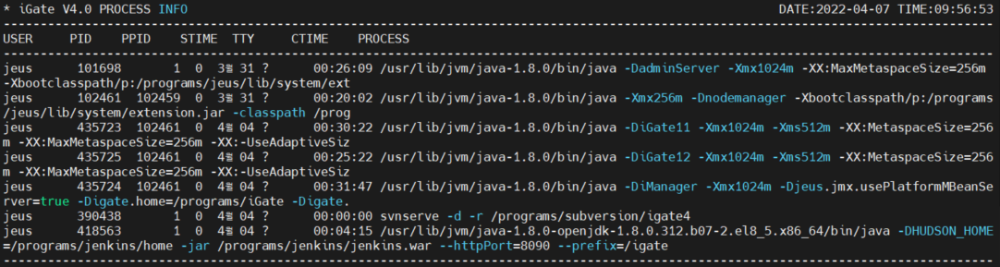 * iGate V4.0 PROCESS INFO DATE:2022-04-07 TIME:09:56:53
USER PID PPID STIME TTY CTIME PROCESS
jeus 101698 1 0 3월 31 ? 00:26:09 /usr/lib/jvm/java-1.8.0/bin/java -DadminServer -Xmx1024m -XX:MaxMetaspaceSize=256m
-Xbootclasspath/p:/programs/jeus/lib/system/ext
jeus 102461 102459 0 3월 31 ? 00:20:02 /usr/lib/jvm/java-1.8.0/bin/java -Xmx256m -Dnodemanager -Xbootclasspath/p:/programs
/jeus/lib/system/extension.jar -classpath /prog
jeus 435723 102461 0 4월 04 ? 00:30:22 /usr/lib/jvm/java-1.8.0/bin/java -DiGate11 -Xmx1024m -Xms512m -XX:MetaspaceSize=256
m -XX:MaxMetaspaceSize=256m -XX:-UseAdaptiveSiz
jeus 435725 102461 0 4월 04 ? 00:25:22 /usr/lib/jvm/java-1.8.0/bin/java -DiGate12 -Xmx1024m -Xms512m -XX:MetaspaceSize=256
m -XX:MaxMetaspaceSize=256m -XX:-UseAdaptiveSiz
jeus 435724 102461 0 4월 04 ? 00:31:47 /usr/lib/jvm/java-1.8.0/bin/java -DiManager -Xmx1024m -Djeus.jmx.usePlatformMBeanSe
rver=true -Digate.home=/programs/iGate -Digate.
jeus 390438 1 0 4월 04 ? 00:00:00 svnserve -d -r /programs/subversion/igate4
jeus 418563 1 0 4월 04 ? 00:04:15 /usr/lib/jvm/java-1.8.0-openjdk-1.8.0.312.b07-2.el8_5.x86_64/bin/java -DHUDSON_HOME
=/programs/jenkins/home -jar /programs/jenkins/jenkins.war --httpPort=8090 --prefix=/igate